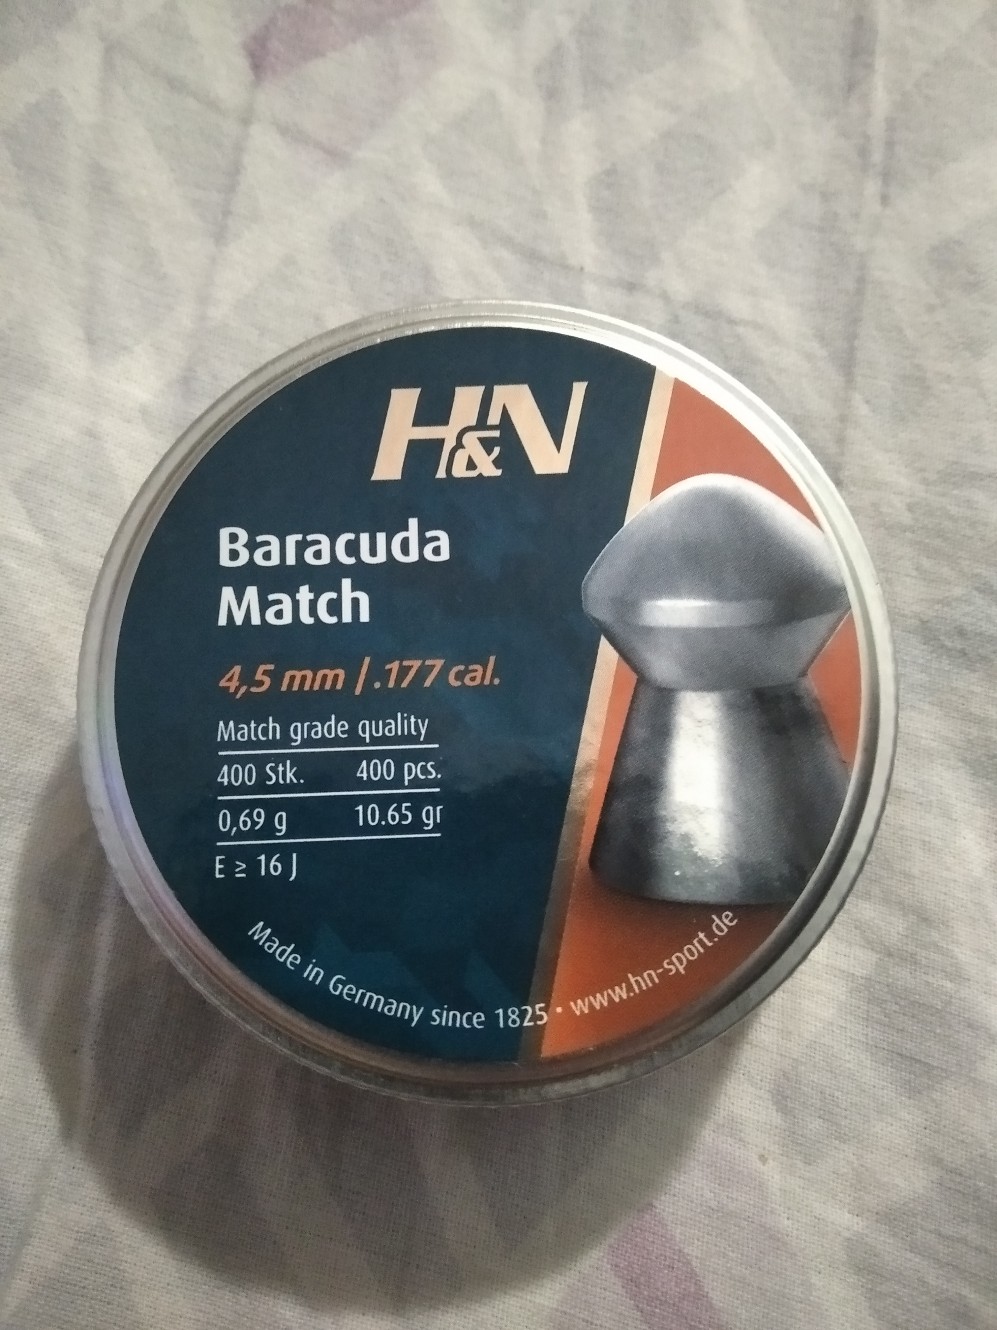 H&N
Baracuda
Match
4,5 mm / .177 cal.
Match grade quality
400 Stk. 400 pcs.
0,69 g 10.65 gr
E ≥ 16 J
Made in Germany since 1825 · www.hn-sport.de